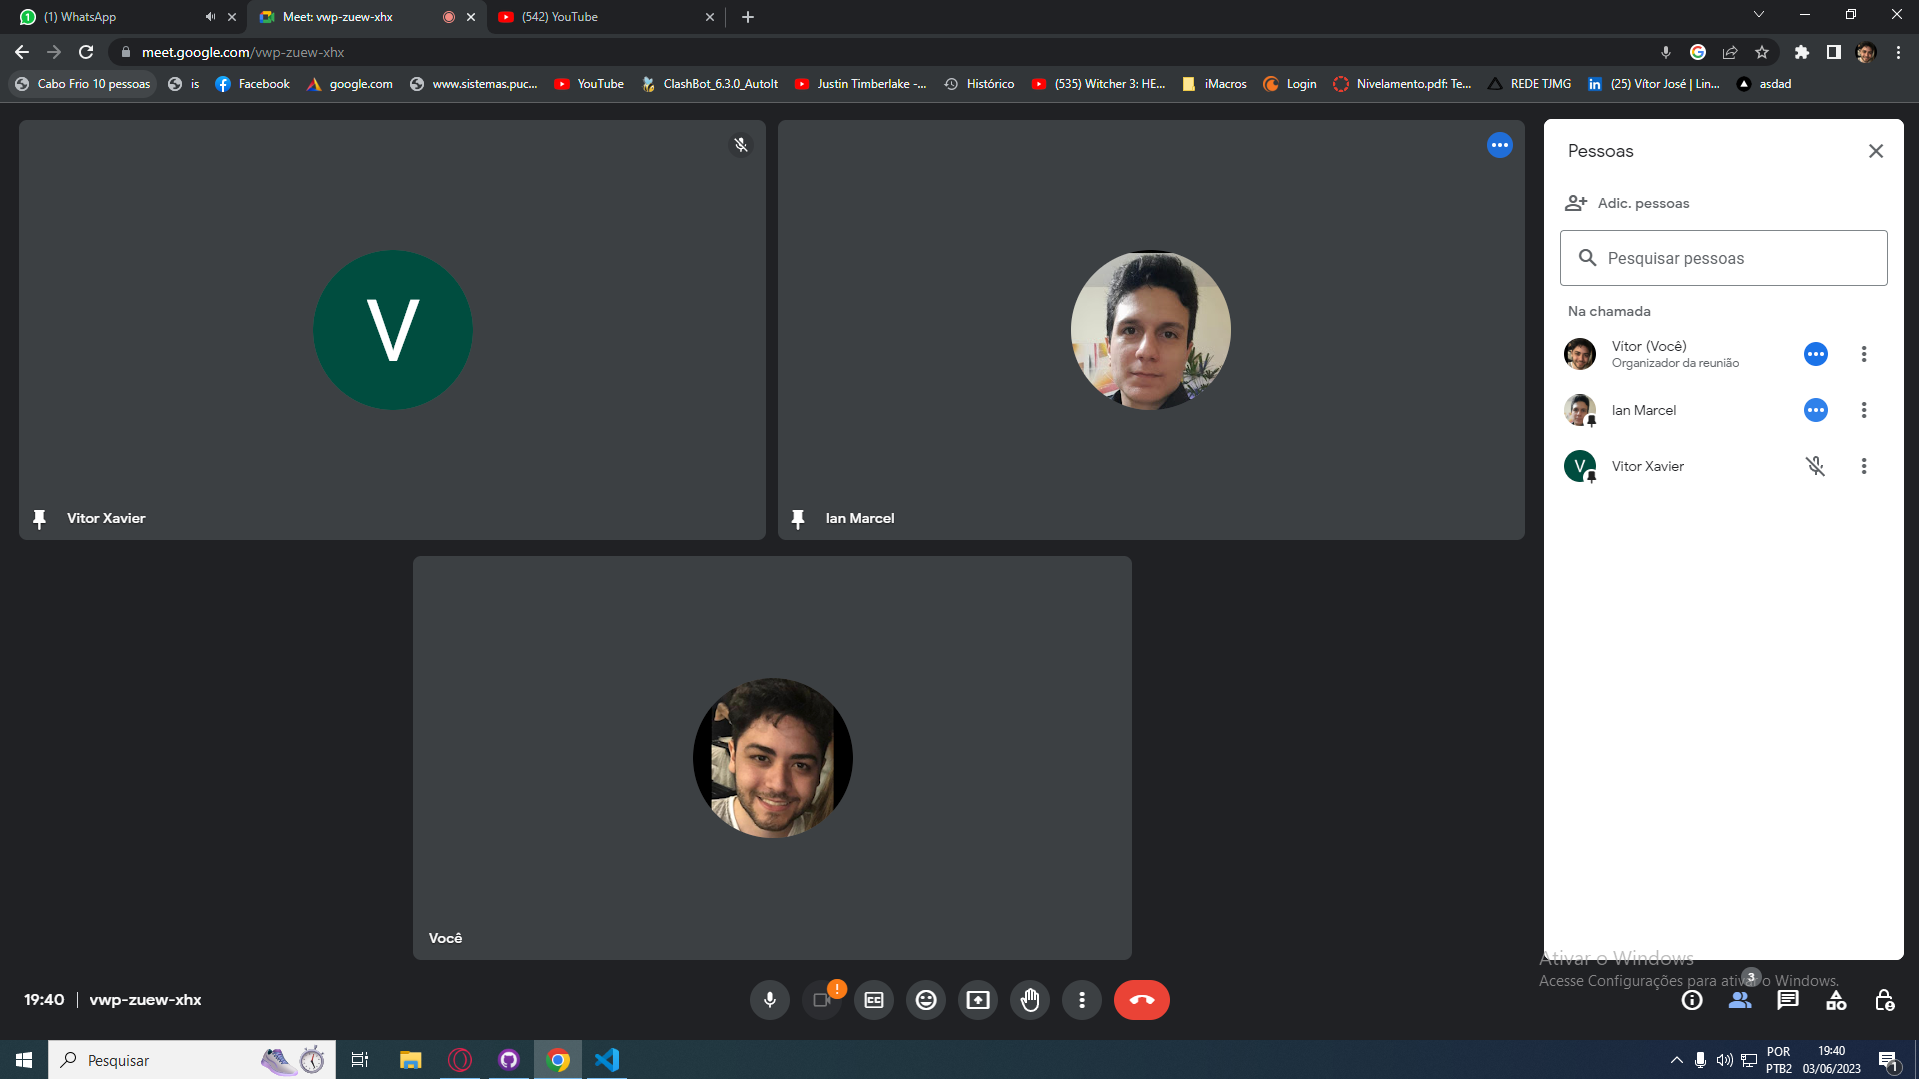 (1) WhatsApp
Meet: vwp-zuew-xhx
(542) YouTube
meet.google.com/vwp-zuew-xhx
Cabo Frio 10 pessoas
is
Facebook
google.com
www.sistemas.puc...
YouTube
ClashBot_6.3.0_AutoIt
Justin Timberlake -...
Histórico
(535) Witcher 3: HE...
iMacros
Login
Nivelamento.pdf: Te...
REDE TJMG
(25) Vítor José | Lin...
asdad
V
Vitor Xavier
Ian Marcel
Você
Pessoas
Adic. pessoas
Pesquisar pessoas
Na chamada
Vitor (Você)
Organizador da reunião
Ian Marcel
V
Vitor Xavier
Ativar o Windows
Acesse Configurações para ativar o Windows.
3
19:40 | vwp-zuew-xhx
!
CC
Pesquisar
POR
PTB2
19:40
03/06/2023
1